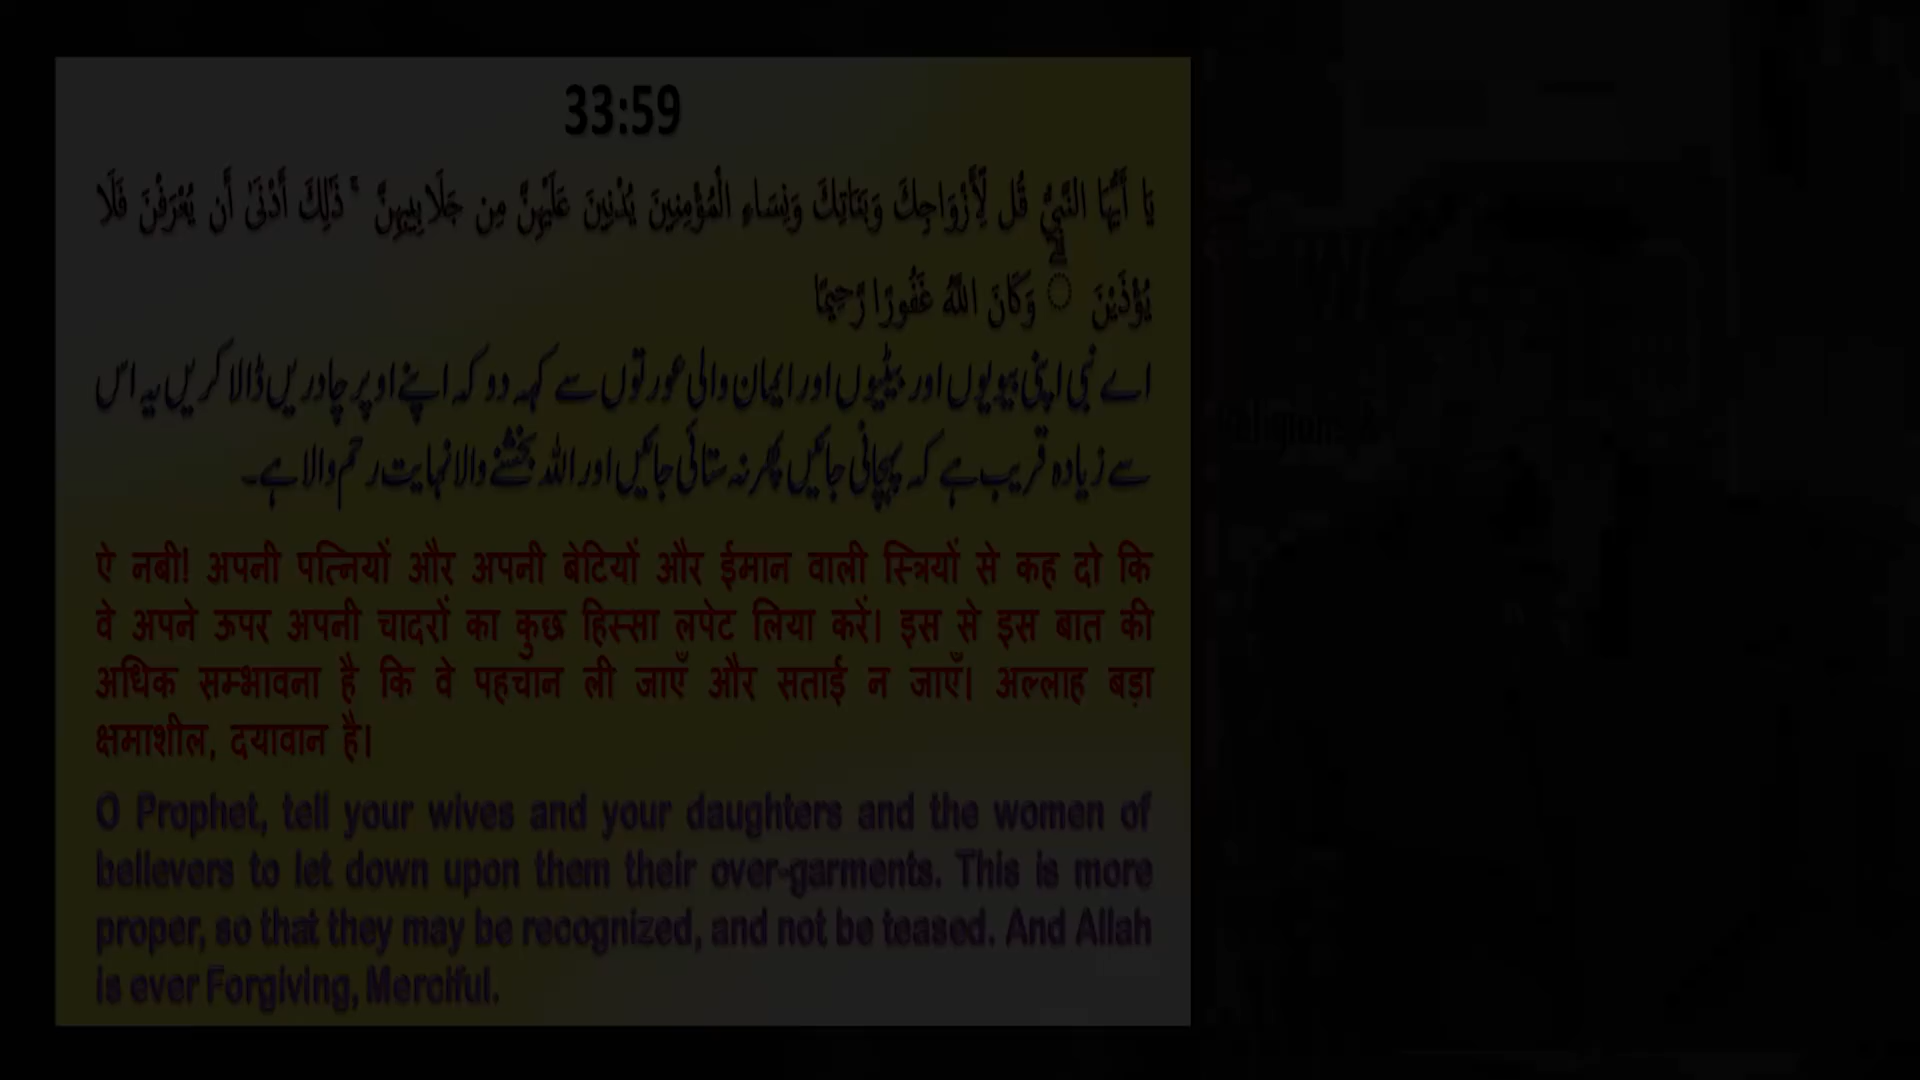 33:59
يَا أَيُّهَا النَّبِيُّ قُل لِّأَزْوَاجِكَ وَبَنَاتِكَ وَنِسَاءِ الْمُؤْمِنِينَ يُدْنِينَ عَلَيْهِنَّ مِن جَلَابِيبِهِنَّ ۚ ذَٰلِكَ أَدْنَىٰ أَن يُعْرَفْنَ فَلَا
يُؤْذَيْنَ ۗ وَكَانَ اللَّهُ غَفُورًا رَّحِيمًا
اے نبی اپنی بیویوں اور بیٹیوں اور ایمان والی عورتوں سے کہہ دو کہ اپنے اوپر چادریں ڈالا کریں یہ اس
سے زیادہ قریب ہے کہ پہچانی جائیں پھر نہ ستائی جائیں اور اللہ بخشنے والا نہایت رحم والا ہے۔
ऐ नबी! अपनी पत्नियों और अपनी बेटियों और ईमान वाली स्त्रियों से कह दो कि
वे अपने ऊपर अपनी चादरों का कुछ हिस्सा लपेट लिया करें। इस से इस बात की
अधिक सम्भावना है कि वे पहचान ली जाएँ और सताई न जाएँ। अल्लाह बड़ा
क्षमाशील, दयावान है।
O Prophet, tell your wives and your daughters and the women of
believers to let down upon them their over-garments. This is more
proper, so that they may be recognized, and not be teased. And Allah
is ever Forgiving, Merciful.